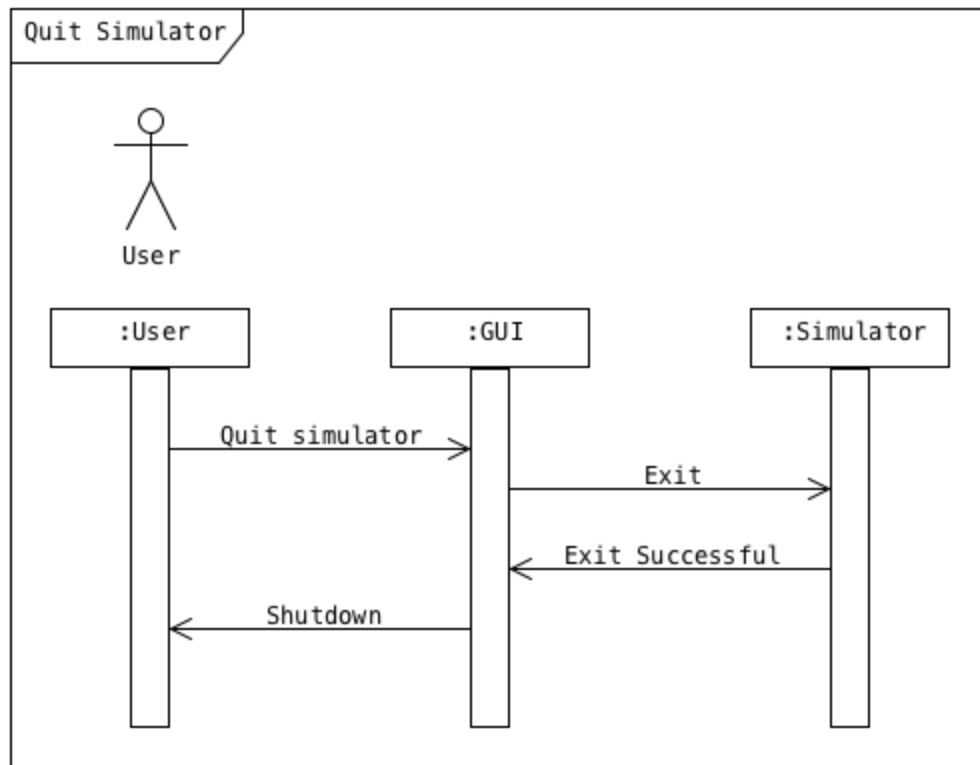 Quit Simulator
User
:User
:GUI
:Simulator
Quit simulator
Exit
Exit Successful
Shutdown